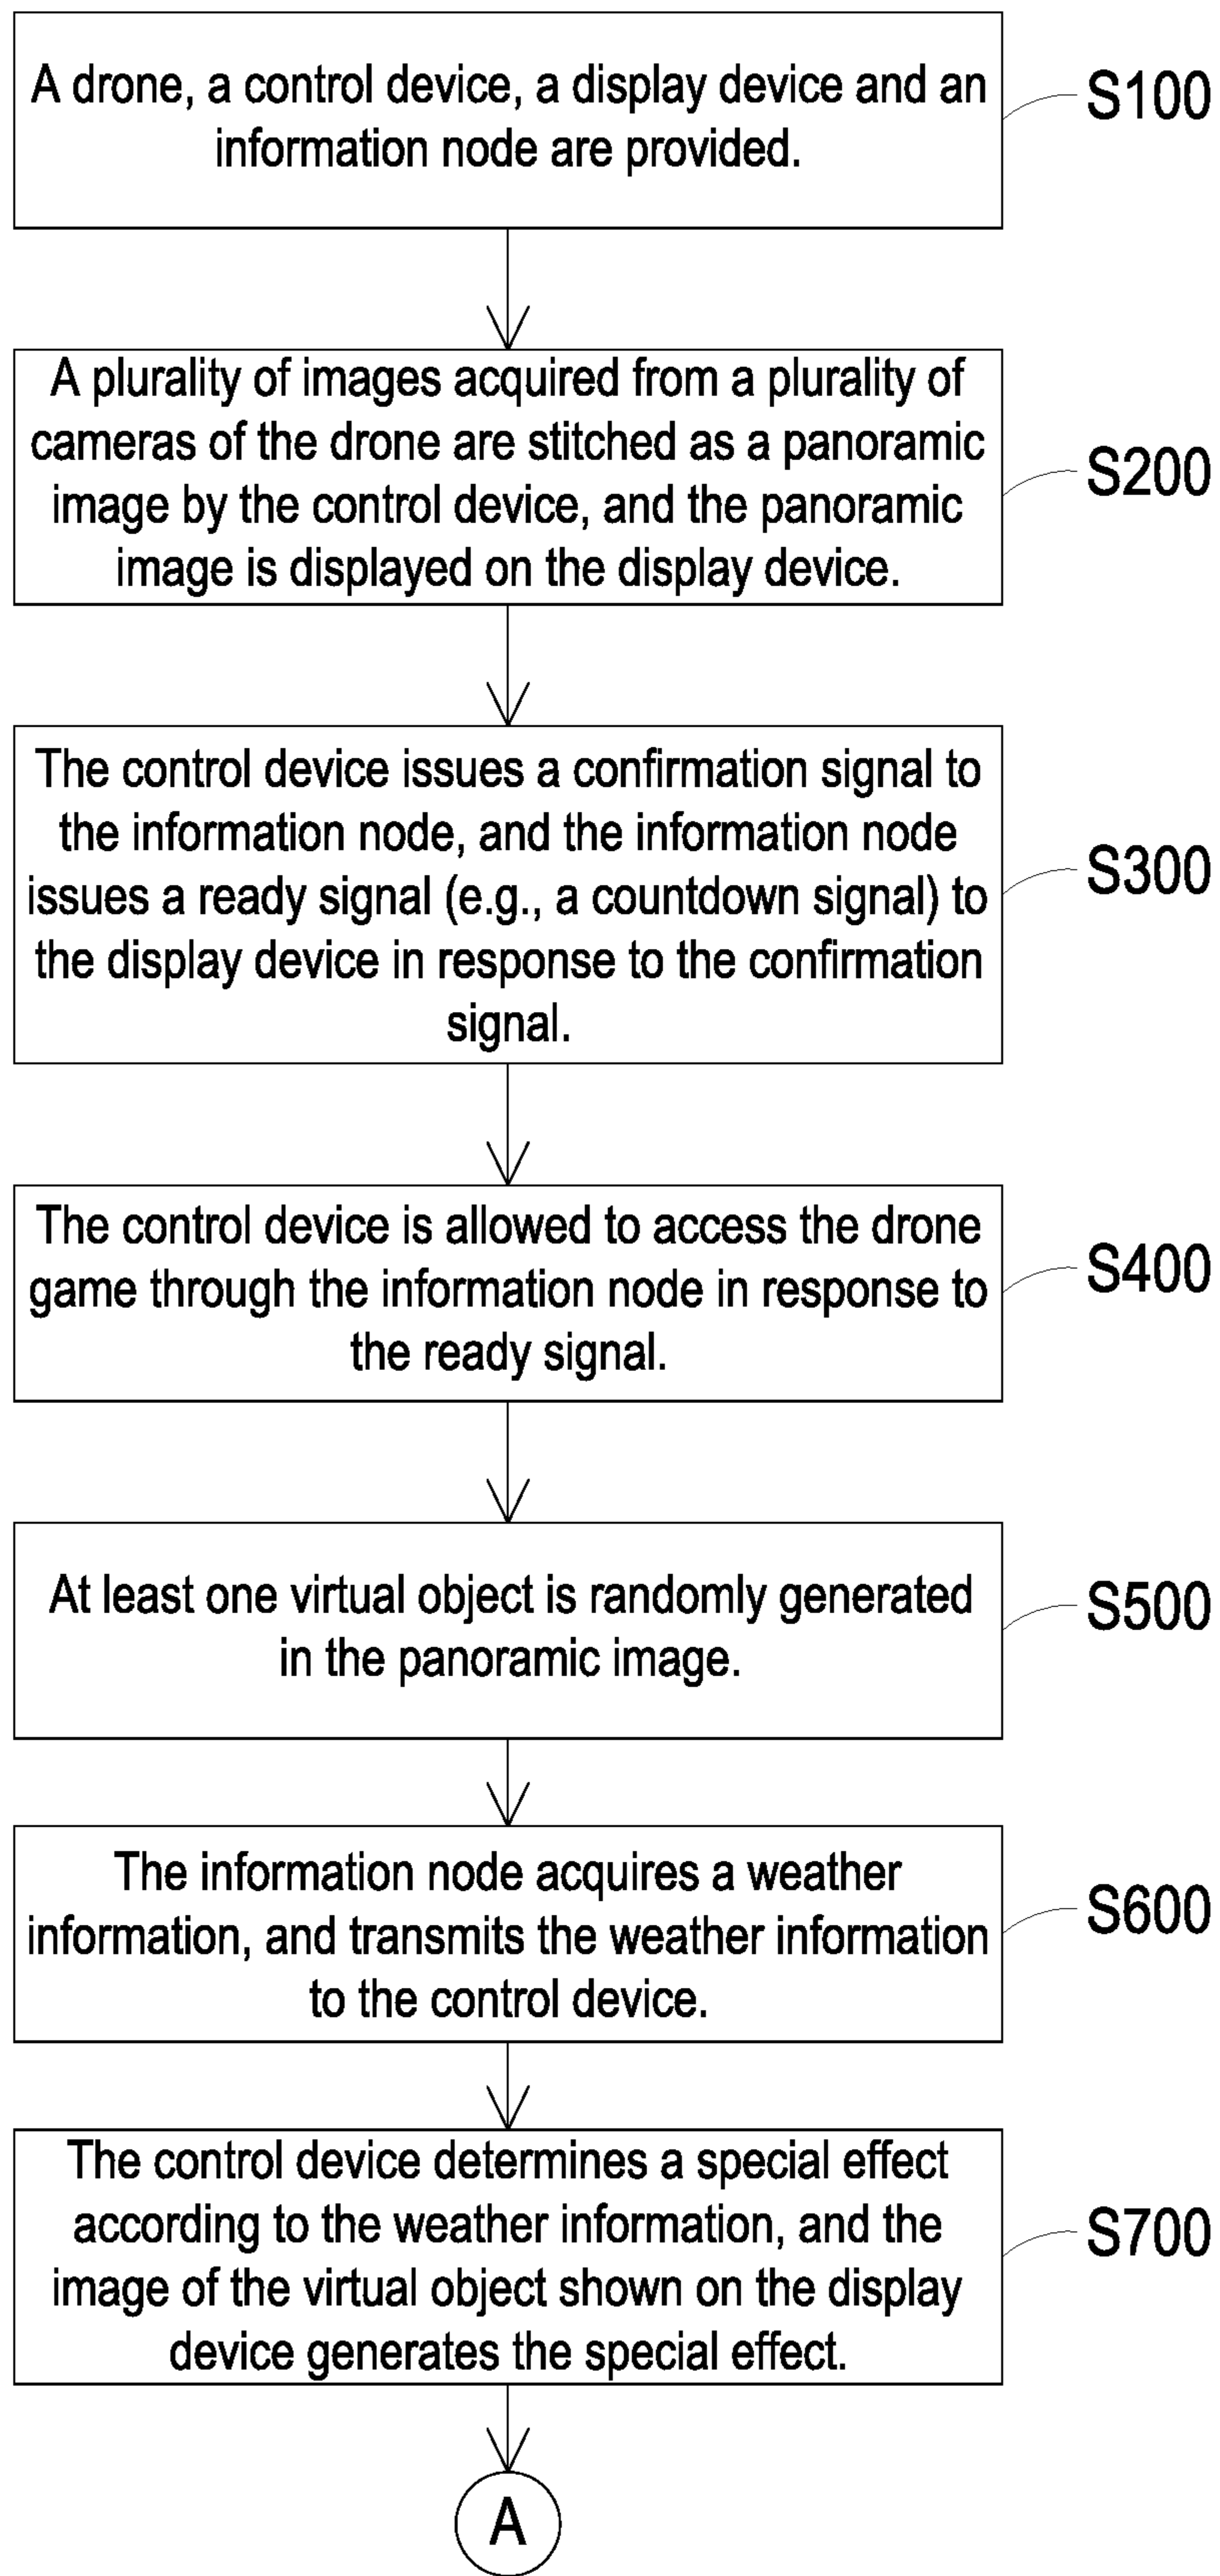 A drone, a control device, a display device and an
information node are provided.
S100
A plurality of images acquired from a plurality of
cameras of the drone are stitched as a panoramic
image by the control device, and the panoramic
image is displayed on the display device.
S200
The control device issues a confirmation signal to
the information node, and the information node
issues a ready signal (e.g., a countdown signal) to
the display device in response to the confirmation
signal.
S300
The control device is allowed to access the drone
game through the information node in response to
the ready signal.
S400
At least one virtual object is randomly generated
in the panoramic image.
S500
The information node acquires a weather
information, and transmits the weather information
to the control device.
S600
The control device determines a special effect
according to the weather information, and the
image of the virtual object shown on the display
device generates the special effect.
S700
A